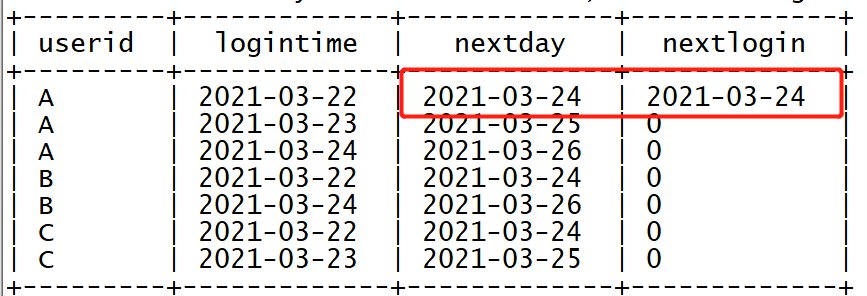 +---------+-------------+-------------+-------------+
| userid | logintime | nextday | nextlogin |
+---------+-------------+-------------+-------------+
| A | 2021-03-22 | 2021-03-24 | 2021-03-24 |
| A | 2021-03-23 | 2021-03-25 | 0 |
| A | 2021-03-24 | 2021-03-26 | 0 |
| B | 2021-03-22 | 2021-03-24 | 0 |
| B | 2021-03-24 | 2021-03-26 | 0 |
| C | 2021-03-22 | 2021-03-24 | 0 |
| C | 2021-03-23 | 2021-03-25 | 0 |
+---------+-------------+-------------+-------------+